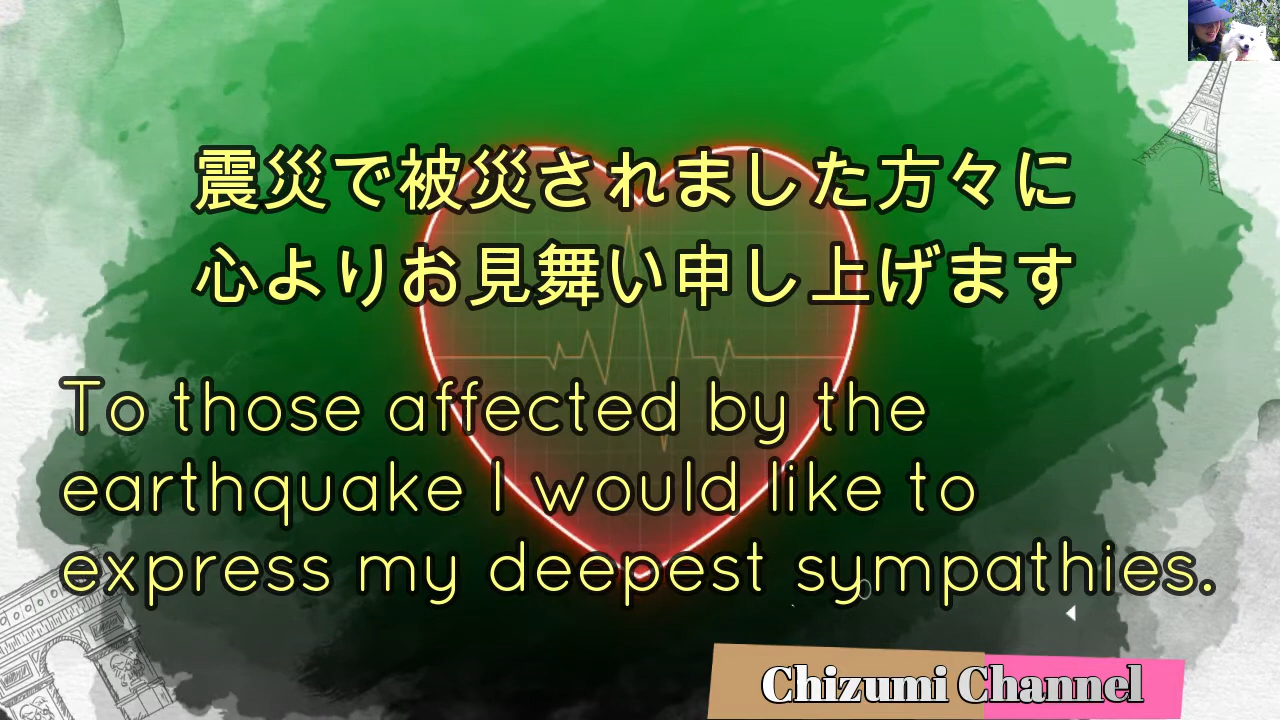 震災で被災されました方々に
心よりお見舞い申し上げます
To those affected by the
earthquake I would like to
express my deepest sympathies.
Chizumi Channel